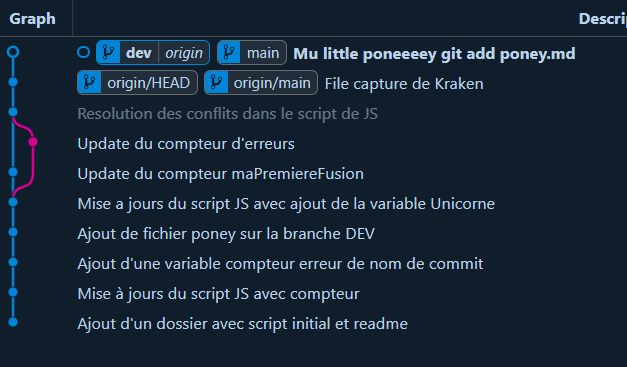 Graph Descri
dev origin main Mu little poneeeey git add poney.md
origin/HEAD origin/main File capture de Kraken
Resolution des conflits dans le script de JS
Update du compteur d'erreurs
Update du compteur maPremiereFusion
Mise a jours du script JS avec ajout de la variable Unicorne
Ajout de fichier poney sur la branche DEV
Ajout d'une variable compteur erreur de nom de commit
Mise à jours du script JS avec compteur
Ajout d'un dossier avec script initial et readme